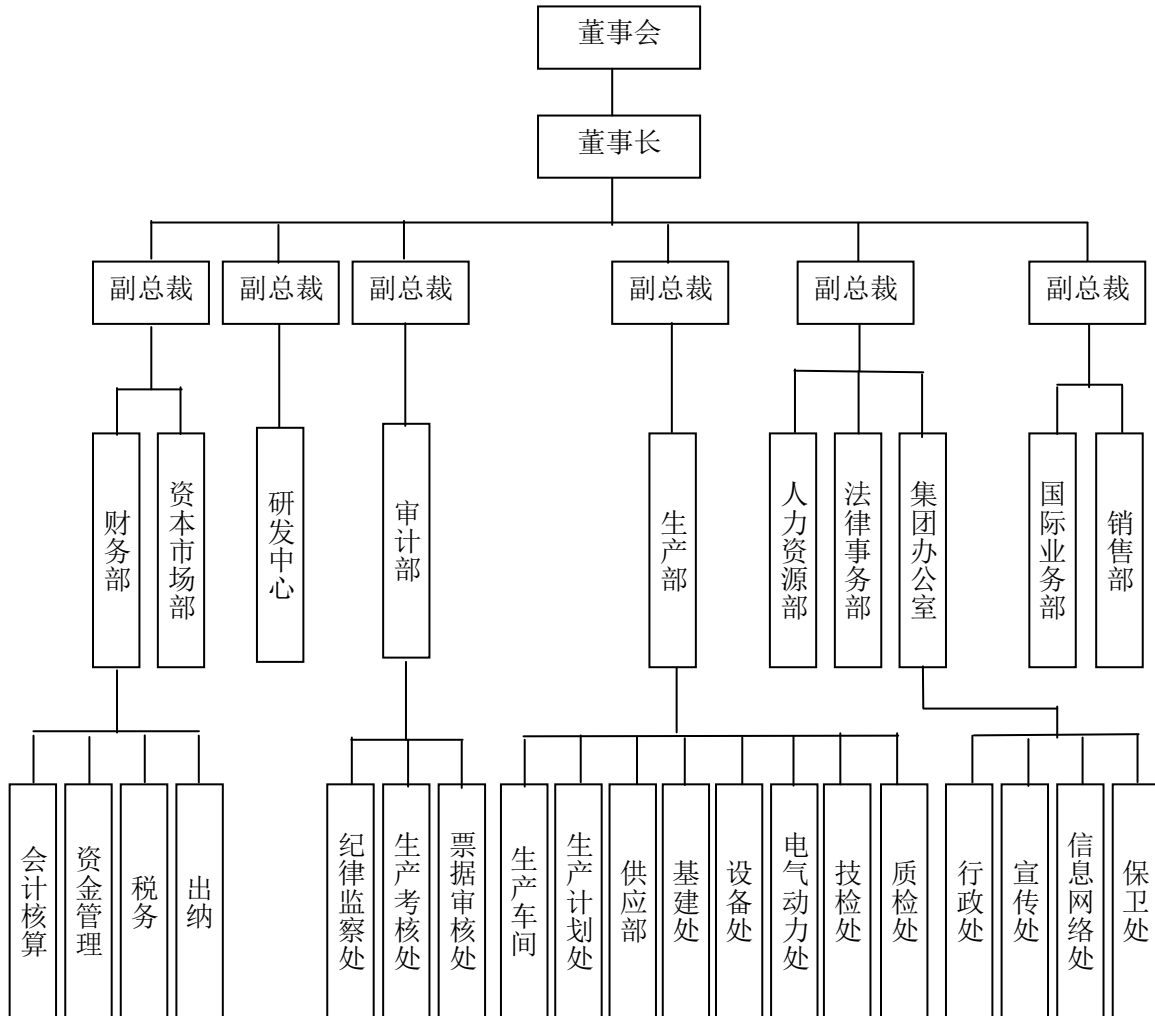 董事会
董事长
副总裁
副总裁
副总裁
副总裁
副总裁
副总裁
财务部
资本市场部
研发中心
审计部
生产部
人力资源部
法律事务部
集团办公室
国际业务部
销售部
会计核算
资金管理
税务
出纳
纪律监察处
生产考核处
票据审核处
生产车间
生产计划处
供应部
基建处
设备处
电气动力处
技检处
质检处
行政处
宣传处
信息网络处
保卫处